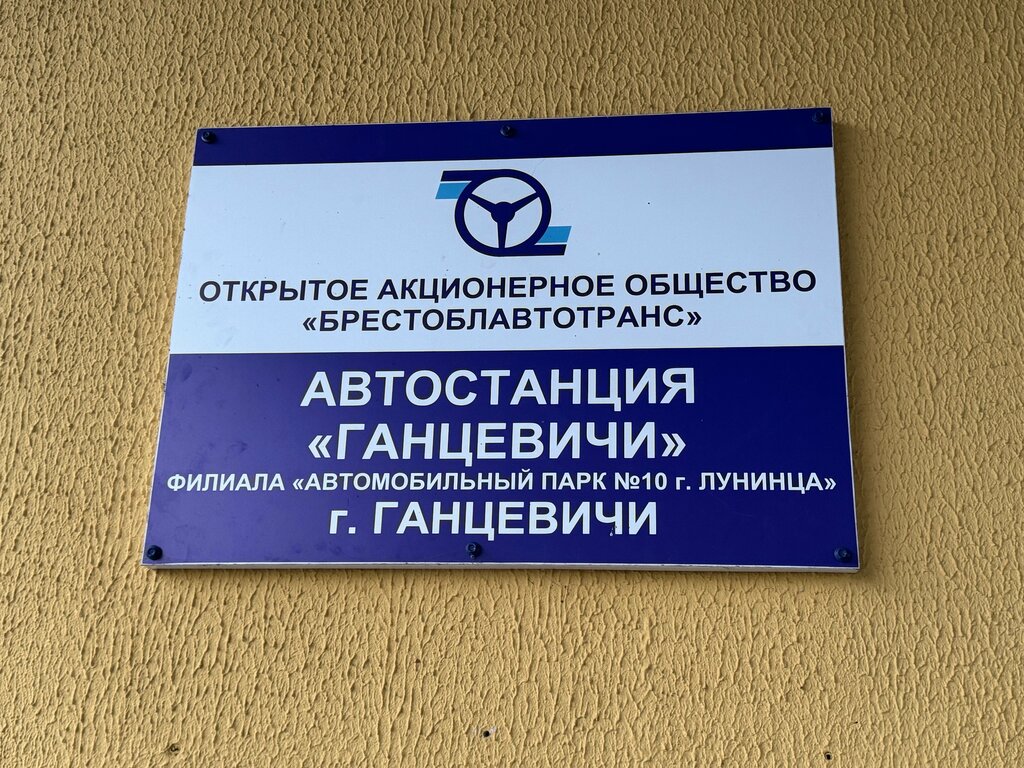 ОТКРЫТОЕ АКЦИОНЕРНОЕ ОБЩЕСТВО
«БРЕСТОБЛАВТОТРАНС»
АВТОСТАНЦИЯ
«ГАНЦЕВИЧИ»
ФИЛИАЛА «АВТОМОБИЛЬНЫЙ ПАРК №10 г. ЛУНИНЦА»
г. ГАНЦЕВИЧИ